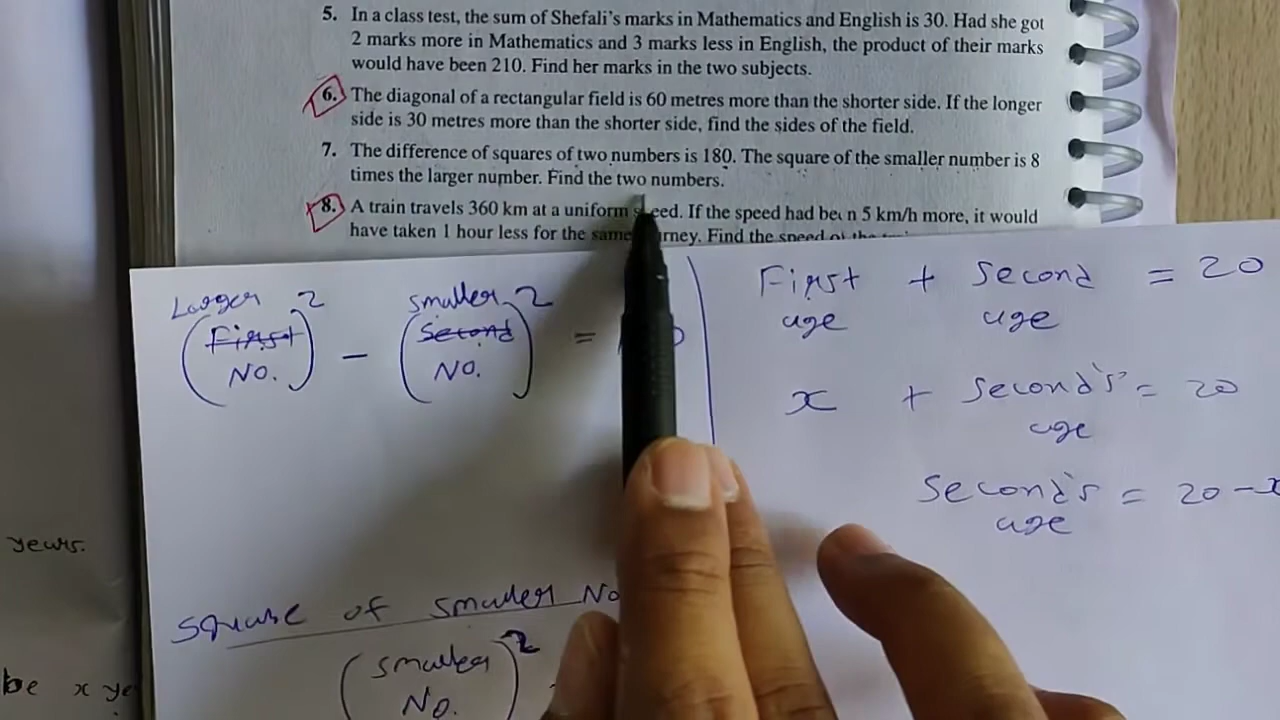 5. In a class test, the sum of Shefali's marks in Mathematics and English is 30. Had she got
2 marks more in Mathematics and 3 marks less in English, the product of their marks
would have been 210. Find her marks in the two subjects.
6. The diagonal of a rectangular field is 60 metres more than the shorter side. If the longer
side is 30 metres more than the shorter side, find the sides of the field.
7. The difference of squares of two numbers is 180. The square of the smaller number is 8
times the larger number. Find the two numbers.
8. A train travels 360 km at a uniform speed. If the speed had been 5 km/h more, it would
have taken 1 hour less for the same journey. Find the speed of the
Larger smaller
(First No.)² − (Second No.)² =
square of smaller No
(smaller No.)²
First age + Second age = 20
x + Second's age = 20
Second's age = 20 − x
years.
be x ye